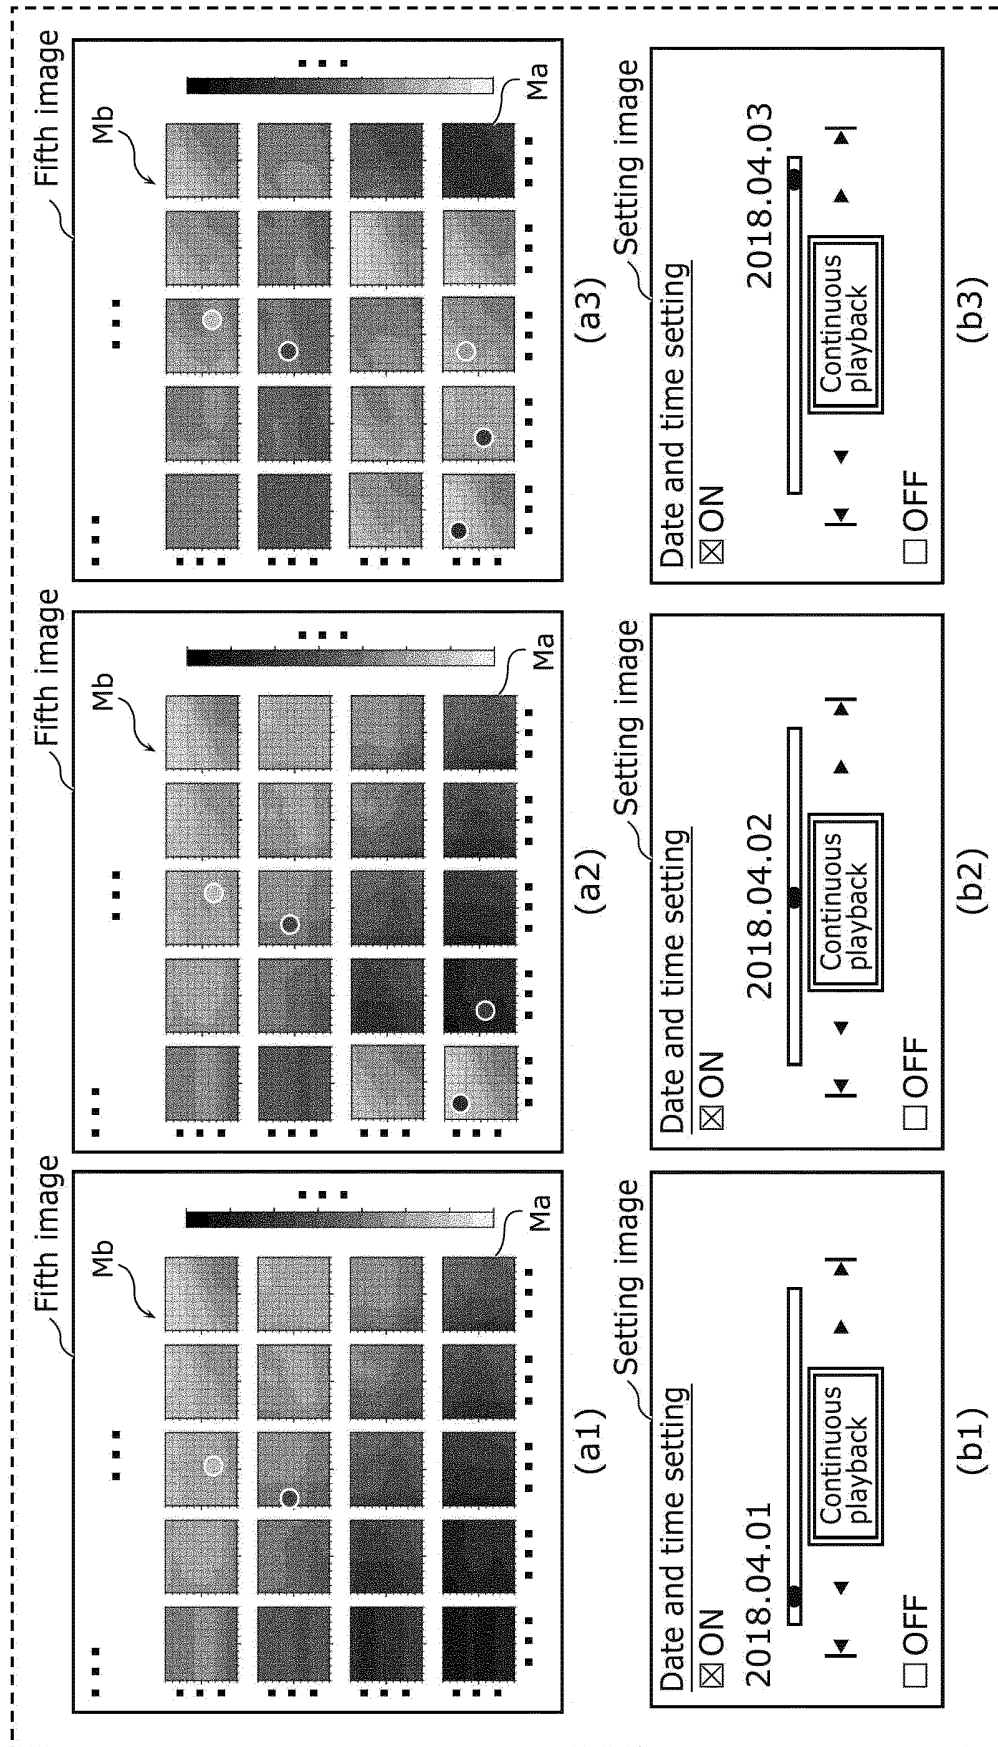 Fifth image
Mb
Ma
(a1)
Fifth image
Mb
Ma
(a2)
Fifth image
Mb
Ma
(a3)
Setting image
Date and time setting
ON
2018.04.01
Continuous
playback
OFF
(b1)
Setting image
Date and time setting
ON
2018.04.02
Continuous
playback
OFF
(b2)
Setting image
Date and time setting
ON
2018.04.03
Continuous
playback
OFF
(b3)